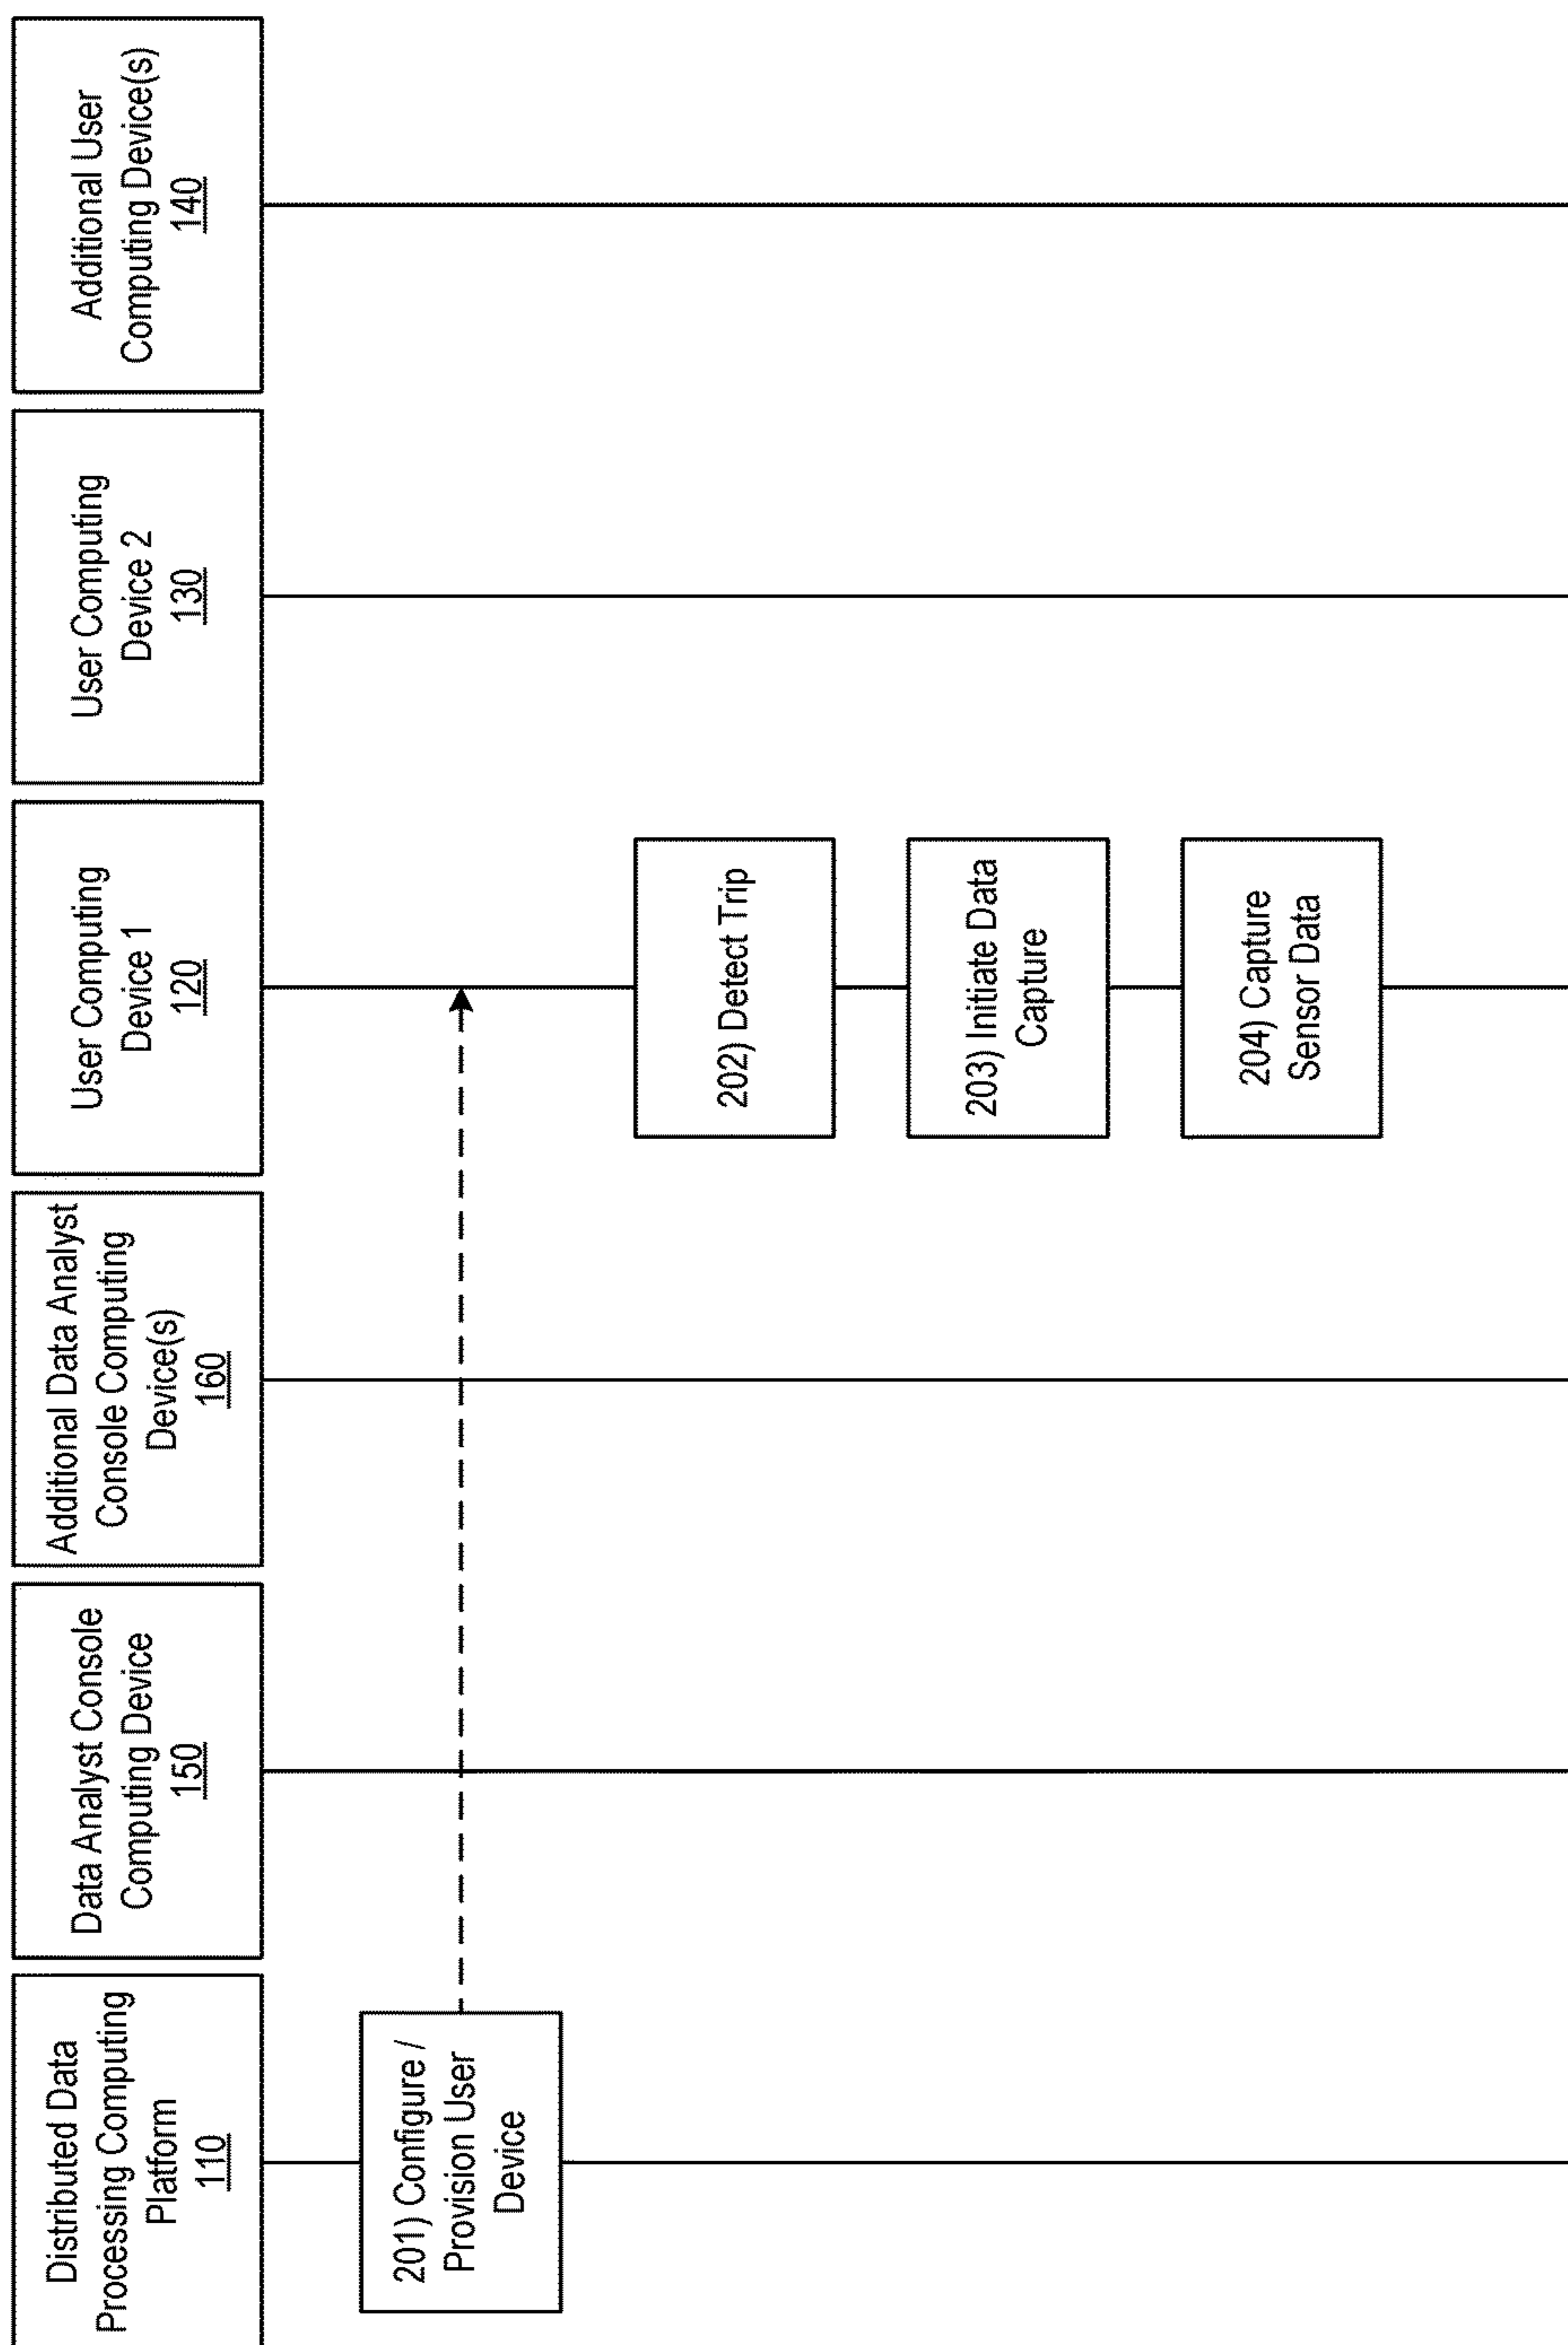 Distributed Data
Processing Computing
Platform
110
Data Analyst Console
Computing Device
150
Additional Data Analyst
Console Computing
Device(s)
160
User Computing
Device 1
120
User Computing
Device 2
130
Additional User
Computing Device(s)
140
201) Configure /
Provision User
Device
202) Detect Trip
203) Initiate Data
Capture
204) Capture
Sensor Data